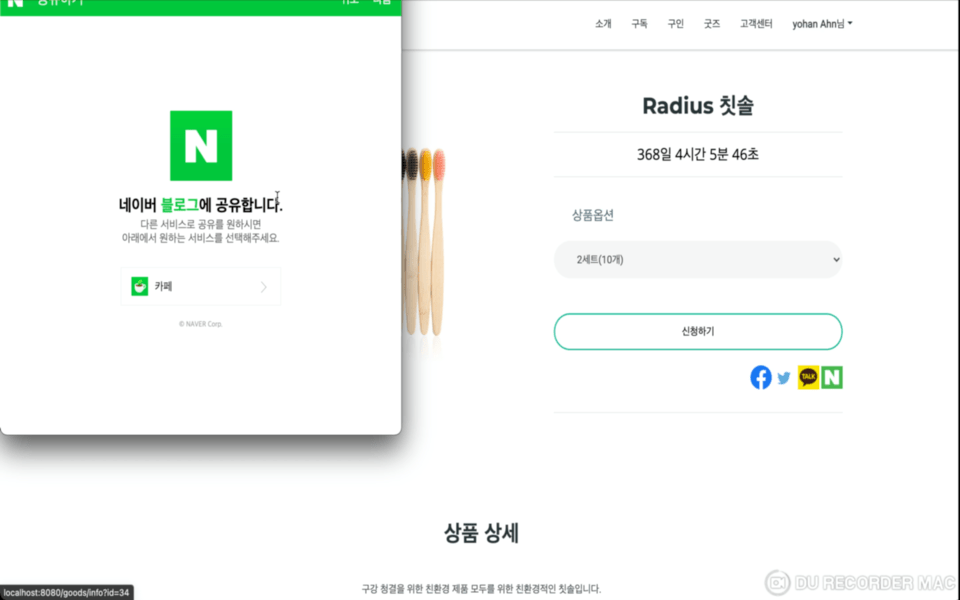 소개 구독 구인 굿즈 고객센터 yohan Ahn님
N
네이버 블로그에 공유합니다.
다른 서비스로 공유를 원하시면
아래에서 원하는 서비스를 선택해주세요.
카페
© NAVER Corp.
Radius 칫솔
368일 4시간 5분 46초
상품옵션
2세트(10개)
신청하기
TALK N
상품 상세
구강 청결을 위한 친환경 제품 모두를 위한 친환경적인 칫솔입니다.
localhost:8080/goods/info?id=34
DU RECORDER MAC